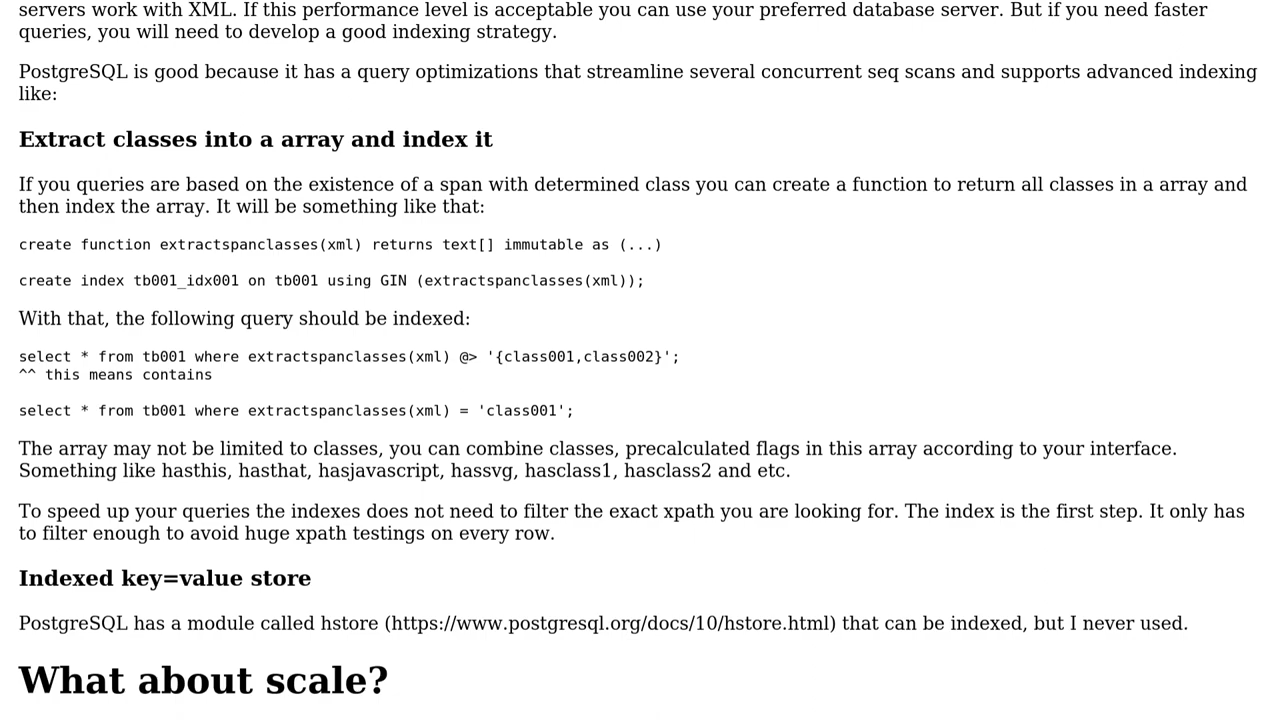 servers work with XML. If this performance level is acceptable you can use your preferred database server. But if you need faster
queries, you will need to develop a good indexing strategy.
PostgreSQL is good because it has a query optimizations that streamline several concurrent seq scans and supports advanced indexing
like:
Extract classes into a array and index it
If you queries are based on the existence of a span with determined class you can create a function to return all classes in a array and
then index the array. It will be something like that:
create function extractspanclasses(xml) returns text[] immutable as (...)
create index tb001_idx001 on tb001 using GIN (extractspanclasses(xml));
With that, the following query should be indexed:
select * from tb001 where extractspanclasses(xml) @> '{class001,class002}';
^^ this means contains
select * from tb001 where extractspanclasses(xml) = 'class001';
The array may not be limited to classes, you can combine classes, precalculated flags in this array according to your interface.
Something like hasthis, hasthat, hasjavascript, hassvg, hasclass1, hasclass2 and etc.
To speed up your queries the indexes does not need to filter the exact xpath you are looking for. The index is the first step. It only has
to filter enough to avoid huge xpath testings on every row.
Indexed key=value store
PostgreSQL has a module called hstore (https://www.postgresql.org/docs/10/hstore.html) that can be indexed, but I never used.
What about scale?